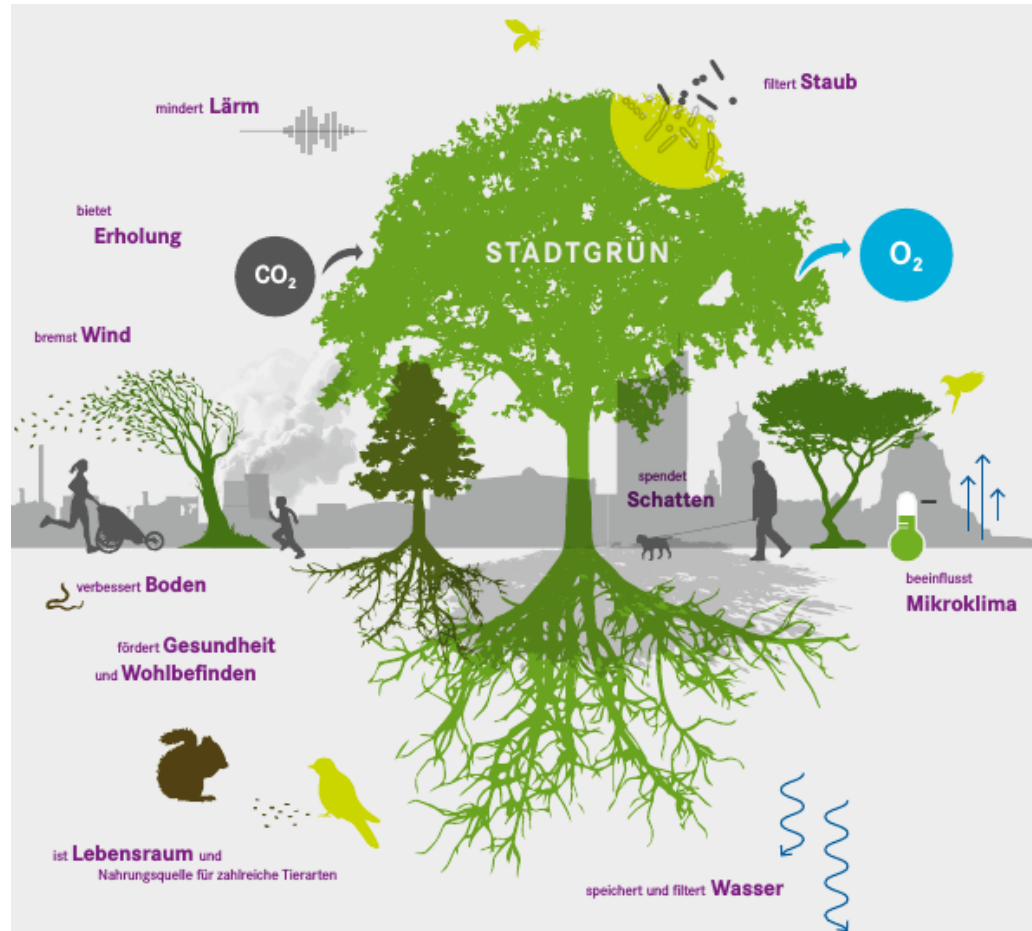 filtert Staub
mindert Lärm
bietet
Erholung
STADTGRÜN
CO₂
O₂
bremst Wind
spendet
Schatten
verbessert Boden
beeinflusst
Mikroklima
fördert Gesundheit
und Wohlbefinden
ist Lebensraum und
Nahrungsquelle für zahlreiche Tierarten
speichert und filtert Wasser